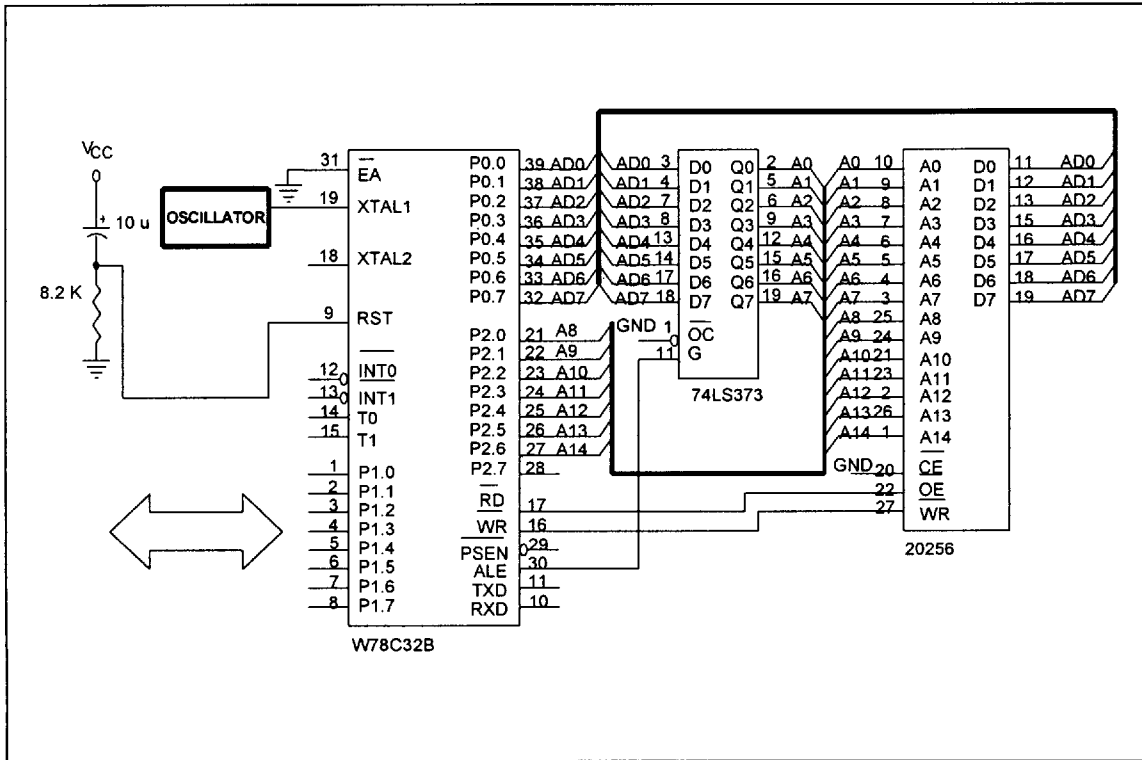 VCC
10 u
8.2 K
OSCILLATOR
31 EA
19 XTAL1
18 XTAL2
9 RST
12 INT0
13 INT1
14 T0
15 T1
1 P1.0
2 P1.1
3 P1.2
4 P1.3
5 P1.4
6 P1.5
7 P1.6
8 P1.7
P0.0 39 AD0
P0.1 38 AD1
P0.2 37 AD2
P0.3 36 AD3
P0.4 35 AD4
P0.5 34 AD5
P0.6 33 AD6
P0.7 32 AD7
P2.0 21 A8
P2.1 22 A9
P2.2 23 A10
P2.3 24 A11
P2.4 25 A12
P2.5 26 A13
P2.6 27 A14
P2.7 28
RD 17
WR 16
PSEN 29
ALE 30
TXD 11
RXD 10
W78C32B
AD0 3 D0 Q0 2 A0
AD1 4 D1 Q1 5 A1
AD2 7 D2 Q2 6 A2
AD3 8 D3 Q3 9 A3
AD4 13 D4 Q4 12 A4
AD5 14 D5 Q5 15 A5
AD6 17 D6 Q6 16 A6
AD7 18 D7 Q7 19 A7
GND 1 OC
11 G
74LS373
A0 10 A0 D0 11 AD0
A1 9 A1 D1 12 AD1
A2 8 A2 D2 13 AD2
A3 7 A3 D3 15 AD3
A4 6 A4 D4 16 AD4
A5 5 A5 D5 17 AD5
A6 4 A6 D6 18 AD6
A7 3 A7 D7 19 AD7
A8 25 A8
A9 24 A9
A10 21 A10
A11 23 A11
A12 2 A12
A13 26 A13
A14 1 A14
GND 20 CE
22 OE
27 WR
20256